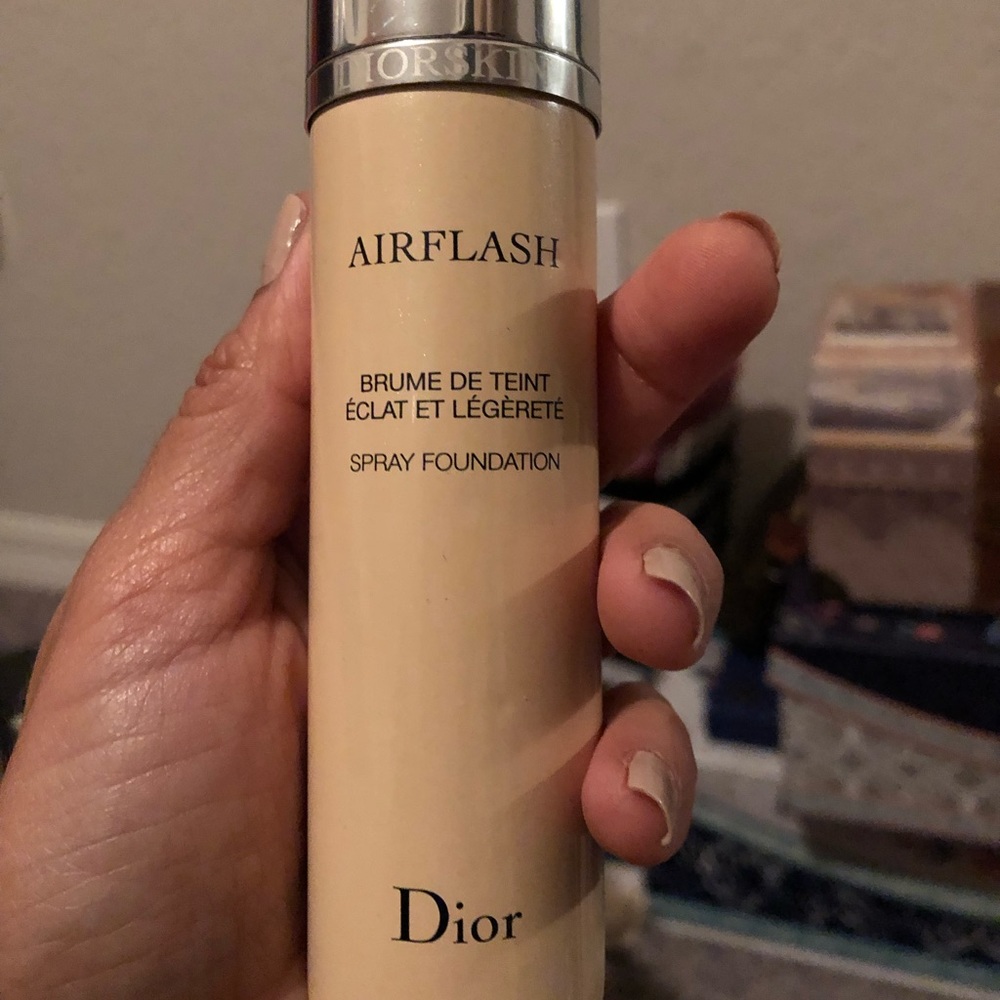 DIORSKIN
AIRFLASH
BRUME DE TEINT
ÉCLAT ET LÉGÈRETÉ
SPRAY FOUNDATION
Dior